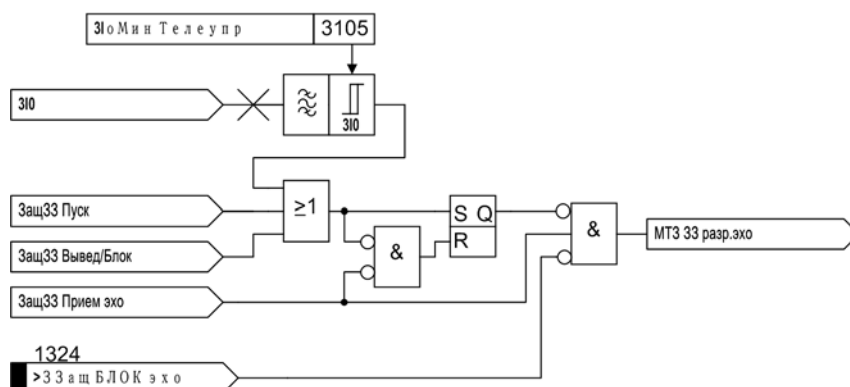 3IоМин Телеупр 3105
3I0
3I0
ЗащЗЗ Пуск
≥1
S Q
R
&
&
МТЗ ЗЗ разр.эхо
ЗащЗЗ Вывед/Блок
ЗащЗЗ Прием эхо
1324
>ЗЗащ БЛОК эхо